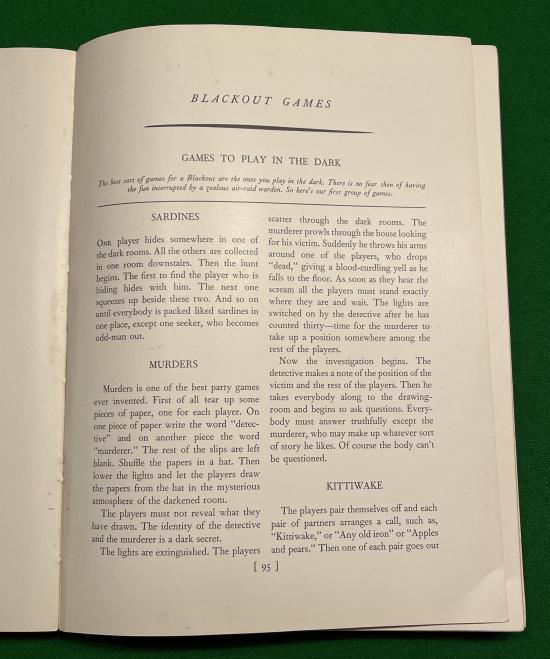 BLACKOUT GAMES
GAMES TO PLAY IN THE DARK
The best sort of games for a Blackout are the ones you play in the dark. There is no fear then of having
the fun interrupted by a zealous air-raid warden. So here's our first group of games.
SARDINES
ONE player hides somewhere in one of
the dark rooms. All the others are collected
in one room downstairs. Then the hunt
begins. The first to find the player who is
hiding hides with him. The next one
squeezes up beside these two. And so on
until everybody is packed liked sardines in
one place, except one seeker, who becomes
odd-man out.
MURDERS
Murders is one of the best party games
ever invented. First of all tear up some
pieces of paper, one for each player. On
one piece of paper write the word "detec-
tive" and on another piece the word
"murderer." The rest of the slips are left
blank. Shuffle the papers in a hat. Then
lower the lights and let the players draw
the papers from the hat in the mysterious
atmosphere of the darkened room.
The players must not reveal what they
have drawn. The identity of the detective
and the murderer is a dark secret.
The lights are extinguished. The players
scatter through the dark rooms. The
murderer prowls through the house looking
for his victim. Suddenly he throws his arms
around one of the players, who drops
"dead," giving a blood-curdling yell as he
falls to the floor. As soon as they hear the
scream all the players must stand exactly
where they are and wait. The lights are
switched on by the detective after he has
counted thirty—time for the murderer to
take up a position somewhere among the
rest of the players.
Now the investigation begins. The
detective makes a note of the position of the
victim and the rest of the players. Then he
takes everybody along to the drawing-
room and begins to ask questions. Every-
body must answer truthfully except the
murderer, who may make up whatever sort
of story he likes. Of course the body can't
be questioned.
KITTIWAKE
The players pair themselves off and each
pair of partners arranges a call, such as,
"Kittiwake," or "Any old iron" or "Apples
and pears." Then one of each pair goes out
[ 95 ]